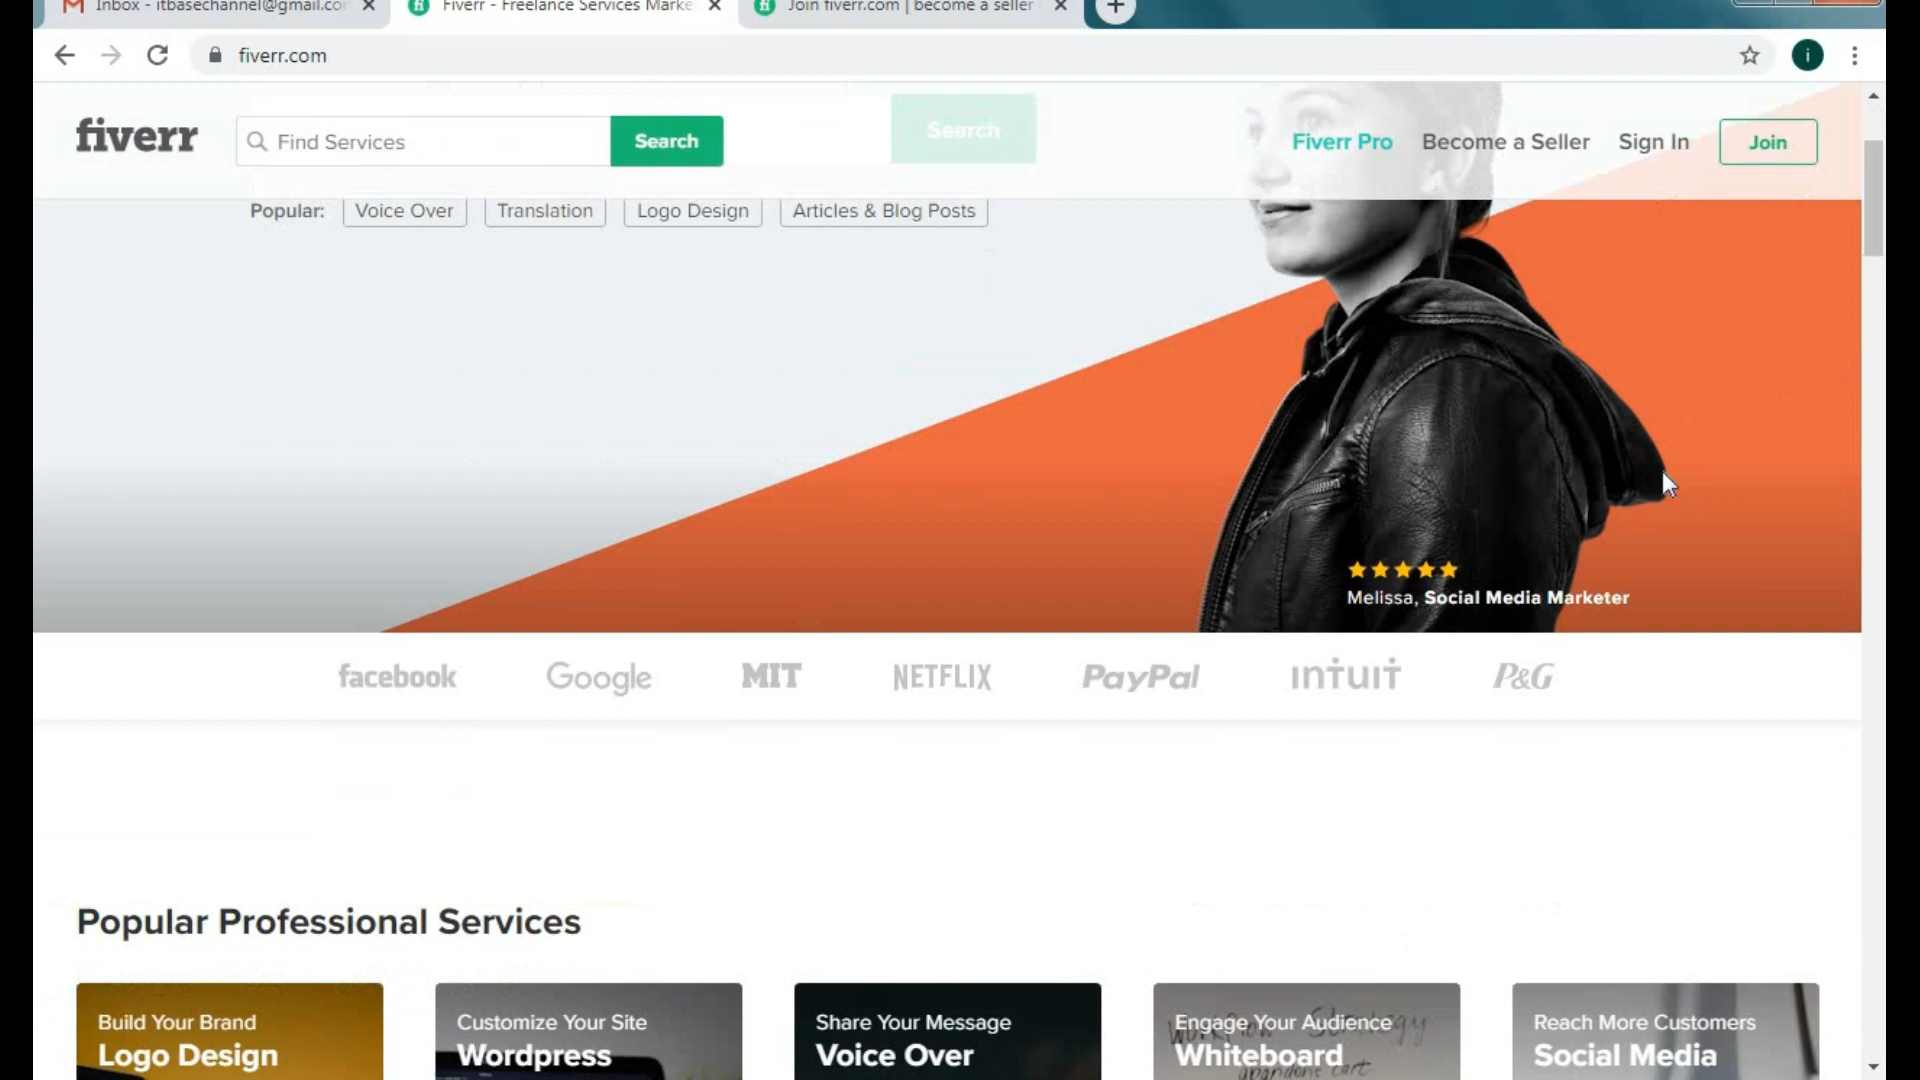 Inbox - itbasechannel@gmail.co
Fiverr - Freelance Services Marke
Join fiverr.com | become a seller
fiverr.com
i
fiverr
Find Services
Search
Search
Fiverr Pro
Become a Seller
Sign In
Join
Popular:
Voice Over
Translation
Logo Design
Articles & Blog Posts
Melissa, Social Media Marketer
facebook
Google
MIT
NETFLIX
PayPal
intuit
P&G
Popular Professional Services
Build Your Brand
Logo Design
Customize Your Site
Wordpress
Share Your Message
Voice Over
Engage Your Audience
Whiteboard
Reach More Customers
Social Media